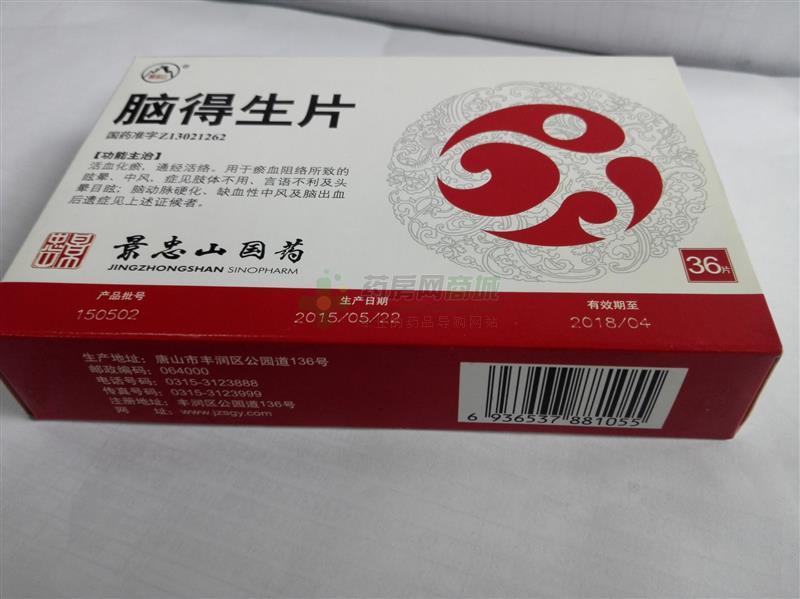 脑得生片
国药准字Z13021262
【功能主治】
活血化瘀，通经活络。用于瘀血阻络所致的
眩晕、中风，症见肢体不用、言语不利及头
晕目眩；脑动脉硬化、缺血性中风及脑出血
后遗症见上述证候者。
景忠山国药
JINGZHONGSHAN SINOPHARM
36片
药房网商城
产品批号 生产日期 有效期至
150502 2015/05/22 2018/04
生产地址：唐山市丰润区公园道136号
邮政编码：064000
电话号码：0315-3123888
传真号码：0315-3123999
注册地址：丰润区公园道136号
网 址：www.jzsgy.com
6 936537 881055